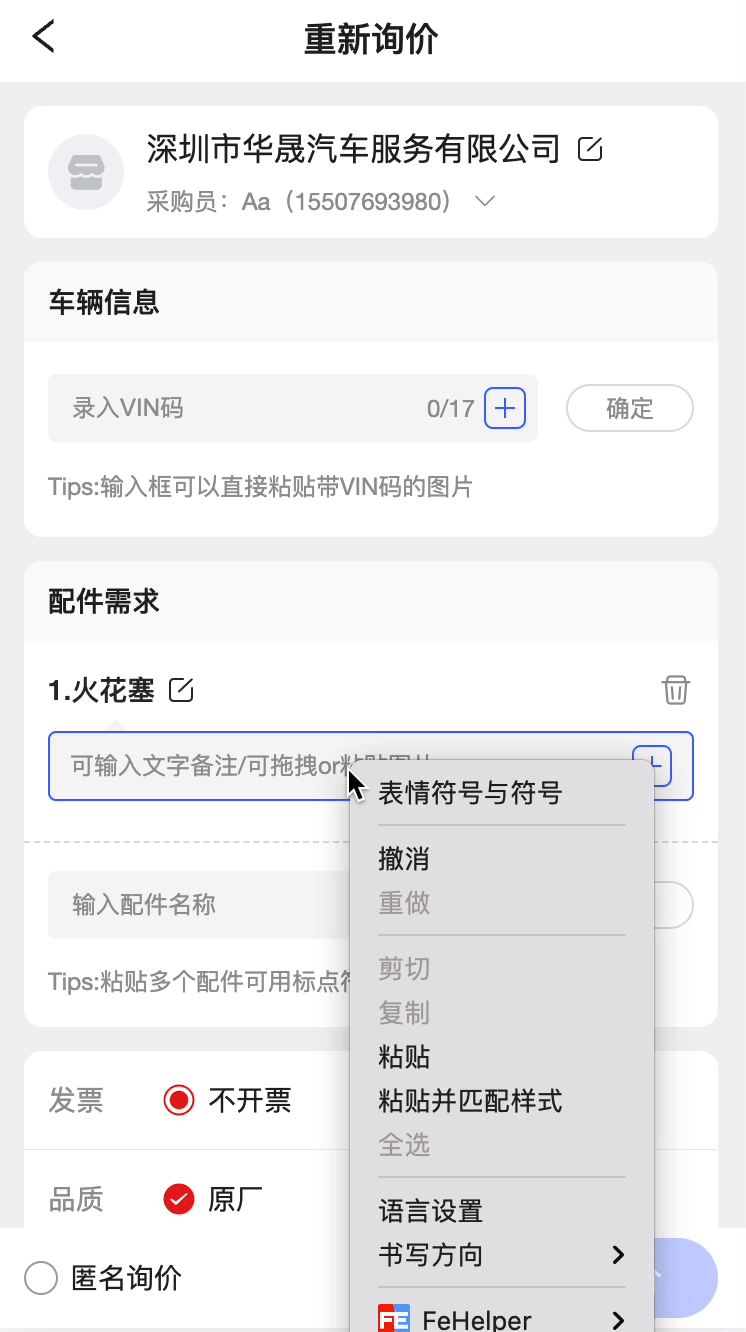 重新询价
深圳市华晟汽车服务有限公司
采购员：Aa（15507693980）
车辆信息
录入VIN码 0/17 确定
Tips:输入框可以直接粘贴带VIN码的图片
配件需求
1.火花塞
可输入文字备注/可拖拽or粘贴图片
表情符号与符号
撤消
重做
输入配件名称
剪切
Tips:粘贴多个配件可用标点
复制
粘贴
发票 不开票
粘贴并匹配样式
全选
品质 原厂
语言设置
书写方向
匿名询价
FE FeHelper